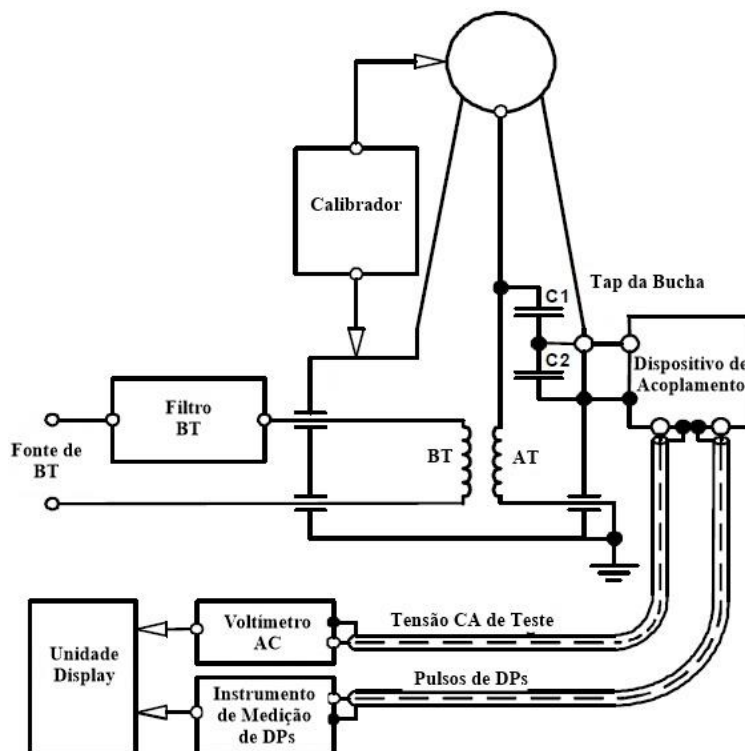 Calibrador
Tap da Bucha
C1
C2
Dispositivo de
Acoplamento
Filtro
BT
Fonte de
BT
BT
AT
Tensão CA de Teste
Voltímetro
AC
Unidade
Display
Pulsos de DPs
Instrumento
de Medição
de DPs